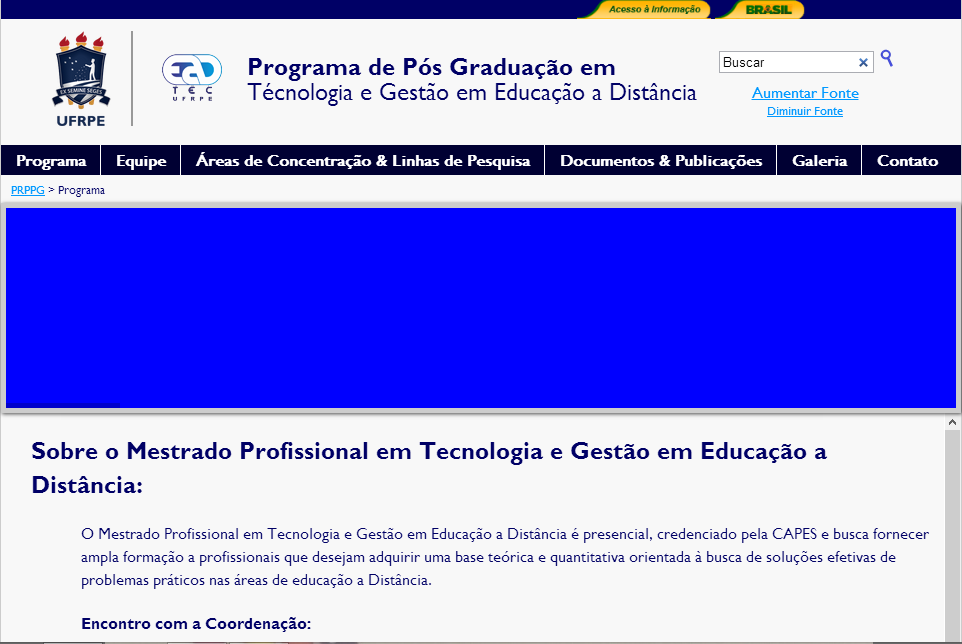 Acesso à Informação BRASIL
EX SEMINE SEGES
UFRPE
EAD
TEC
UFRPE
Programa de Pós Graduação em
Técnologia e Gestão em Educação a Distância
Buscar ×
Aumentar Fonte
Diminuir Fonte
Programa Equipe Áreas de Concentração & Linhas de Pesquisa Documentos & Publicações Galeria Contato
PRPPG > Programa
Sobre o Mestrado Profissional em Tecnologia e Gestão em Educação a
Distância:
O Mestrado Profissional em Tecnologia e Gestão em Educação a Distância é presencial, credenciado pela CAPES e busca fornecer
ampla formação a profissionais que desejam adquirir uma base teórica e quantitativa orientada à busca de soluções efetivas de
problemas práticos nas áreas de educação a Distância.
Encontro com a Coordenação: